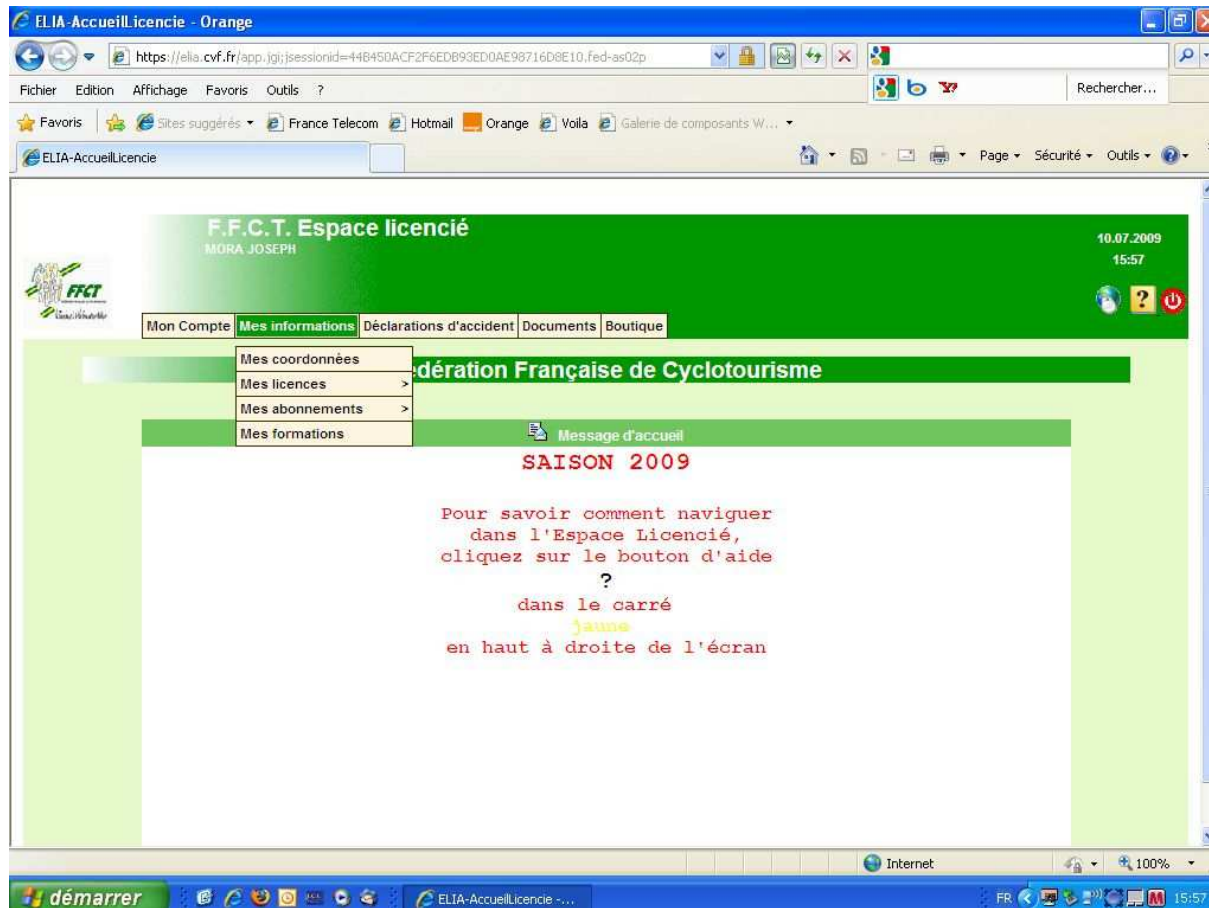 ELIA-AccueilLicencie - Orange
https://elia.cvf.fr/app.jgi;jsessionid=44B450ACF2F6EDB93ED0AE98716D8E10.fed-as02p
Fichier Edition Affichage Favoris Outils ?
Rechercher...
Favoris Sites suggérés France Telecom Hotmail Orange Voila Galerie de composants W...
ELIA-AccueilLicencie
Page Sécurité Outils
F.F.C.T. Espace licencié
MORA JOSEPH
10.07.2009
15:57
FFCT
?
Mon Compte Mes informations Déclarations d'accident Documents Boutique
Mes coordonnées
Mes licences >
Mes abonnements >
Mes formations
dération Française de Cyclotourisme
Message d'accueil
SAISON 2009
Pour savoir comment naviguer
dans l'Espace Licencié,
cliquez sur le bouton d'aide
?
dans le carré
jaune
en haut à droite de l'écran
Internet
100%
démarrer
ELIA-AccueilLicencie -...
FR
15:57